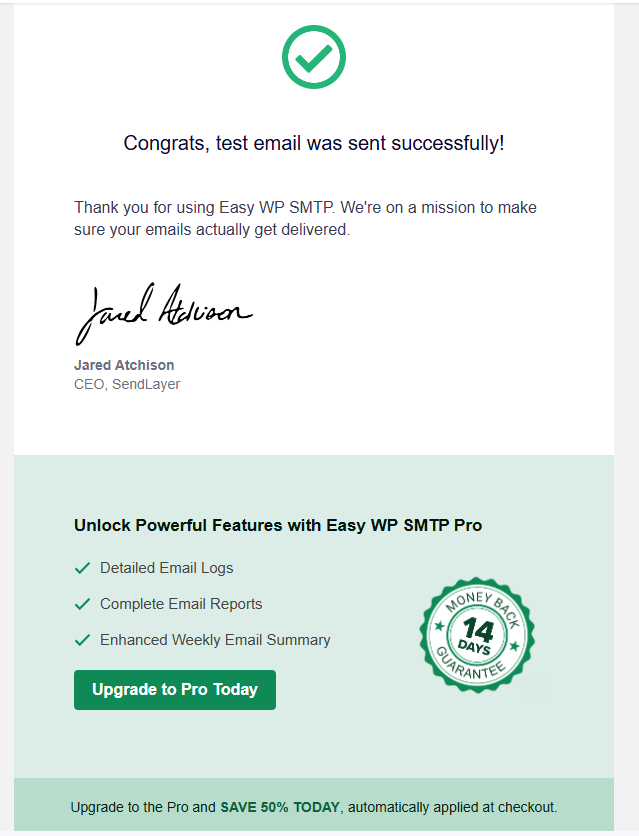 Congrats, test email was sent successfully!
Thank you for using Easy WP SMTP. We're on a mission to make
sure your emails actually get delivered.
Jared Atchison
Jared Atchison
CEO, SendLayer
Unlock Powerful Features with Easy WP SMTP Pro
Detailed Email Logs
Complete Email Reports
Enhanced Weekly Email Summary
MONEY BACK
14
DAYS
GUARANTEE
Upgrade to Pro Today
Upgrade to the Pro and SAVE 50% TODAY, automatically applied at checkout.